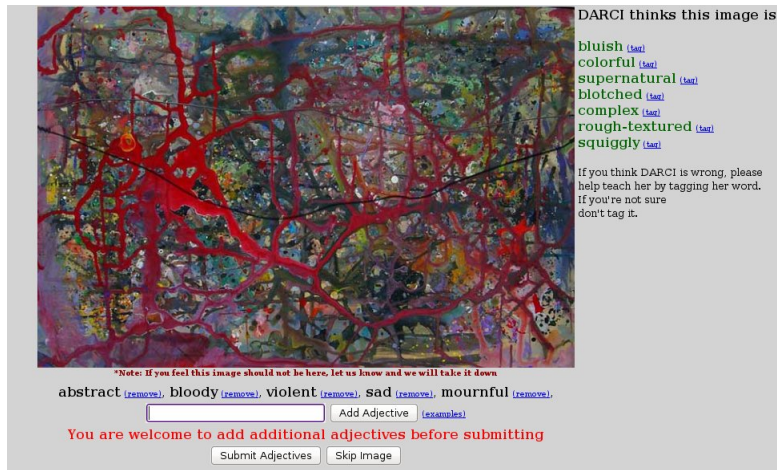 DARCI thinks this image is
bluish (tag)
colorful (tag)
supernatural (tag)
blotched (tag)
complex (tag)
rough-textured (tag)
squiggly (tag)
If you think DARCI is wrong, please
help teach her by tagging her word.
If you're not sure
don't tag it.
*Note: If you feel this image should not be here, let us know and we will take it down
abstract (remove), bloody (remove), violent (remove), sad (remove), mournful (remove),
Add Adjective (examples)
You are welcome to add additional adjectives before submitting
Submit Adjectives Skip Image